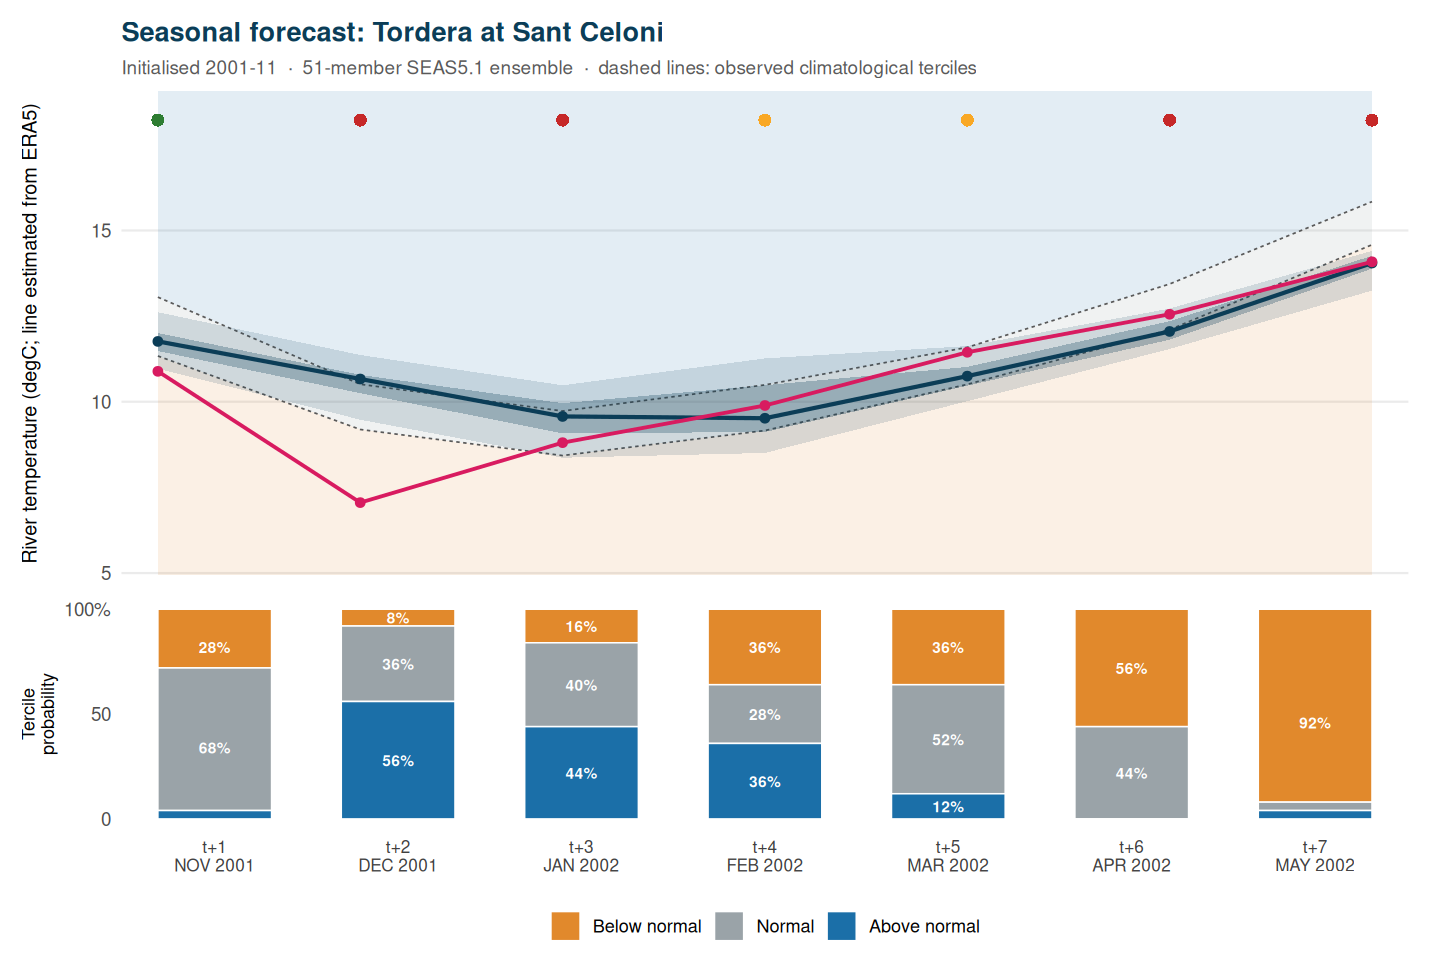 Seasonal forecast: Tordera at Sant Celoni
Initialised 2001-11 · 51-member SEAS5.1 ensemble · dashed lines: observed climatological terciles
River temperature (degC; line estimated from ERA5)
15
10
5
Tercile
probability
100%
50
0
28%
68%
8%
36%
56%
16%
40%
44%
36%
28%
36%
36%
52%
12%
56%
44%
92%
t+1
NOV 2001
t+2
DEC 2001
t+3
JAN 2002
t+4
FEB 2002
t+5
MAR 2002
t+6
APR 2002
t+7
MAY 2002
Below normal
Normal
Above normal